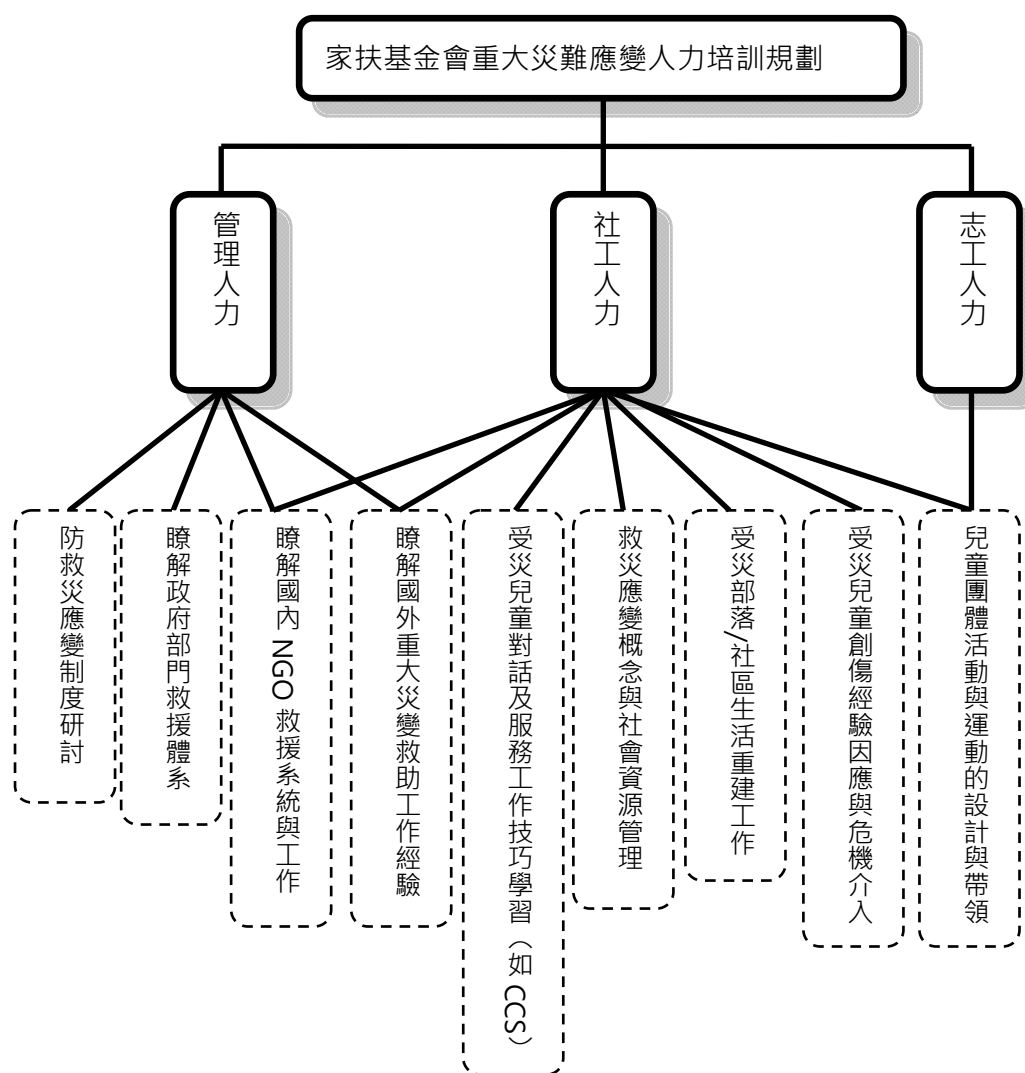 家扶基金會重大災難應變人力培訓規劃
管理人力
社工人力
志工人力
防救災應變制度研討
瞭解政府部門救援體系
瞭解國內 NGO 救援系統與工作
瞭解國外重大災變救助工作經驗
受災兒童對話及服務工作技巧學習（如 CCS）
救災應變概念與社會資源管理
受災部落/社區生活重建工作
受災兒童創傷經驗因應與危機介入
兒童團體活動與運動的設計與帶領